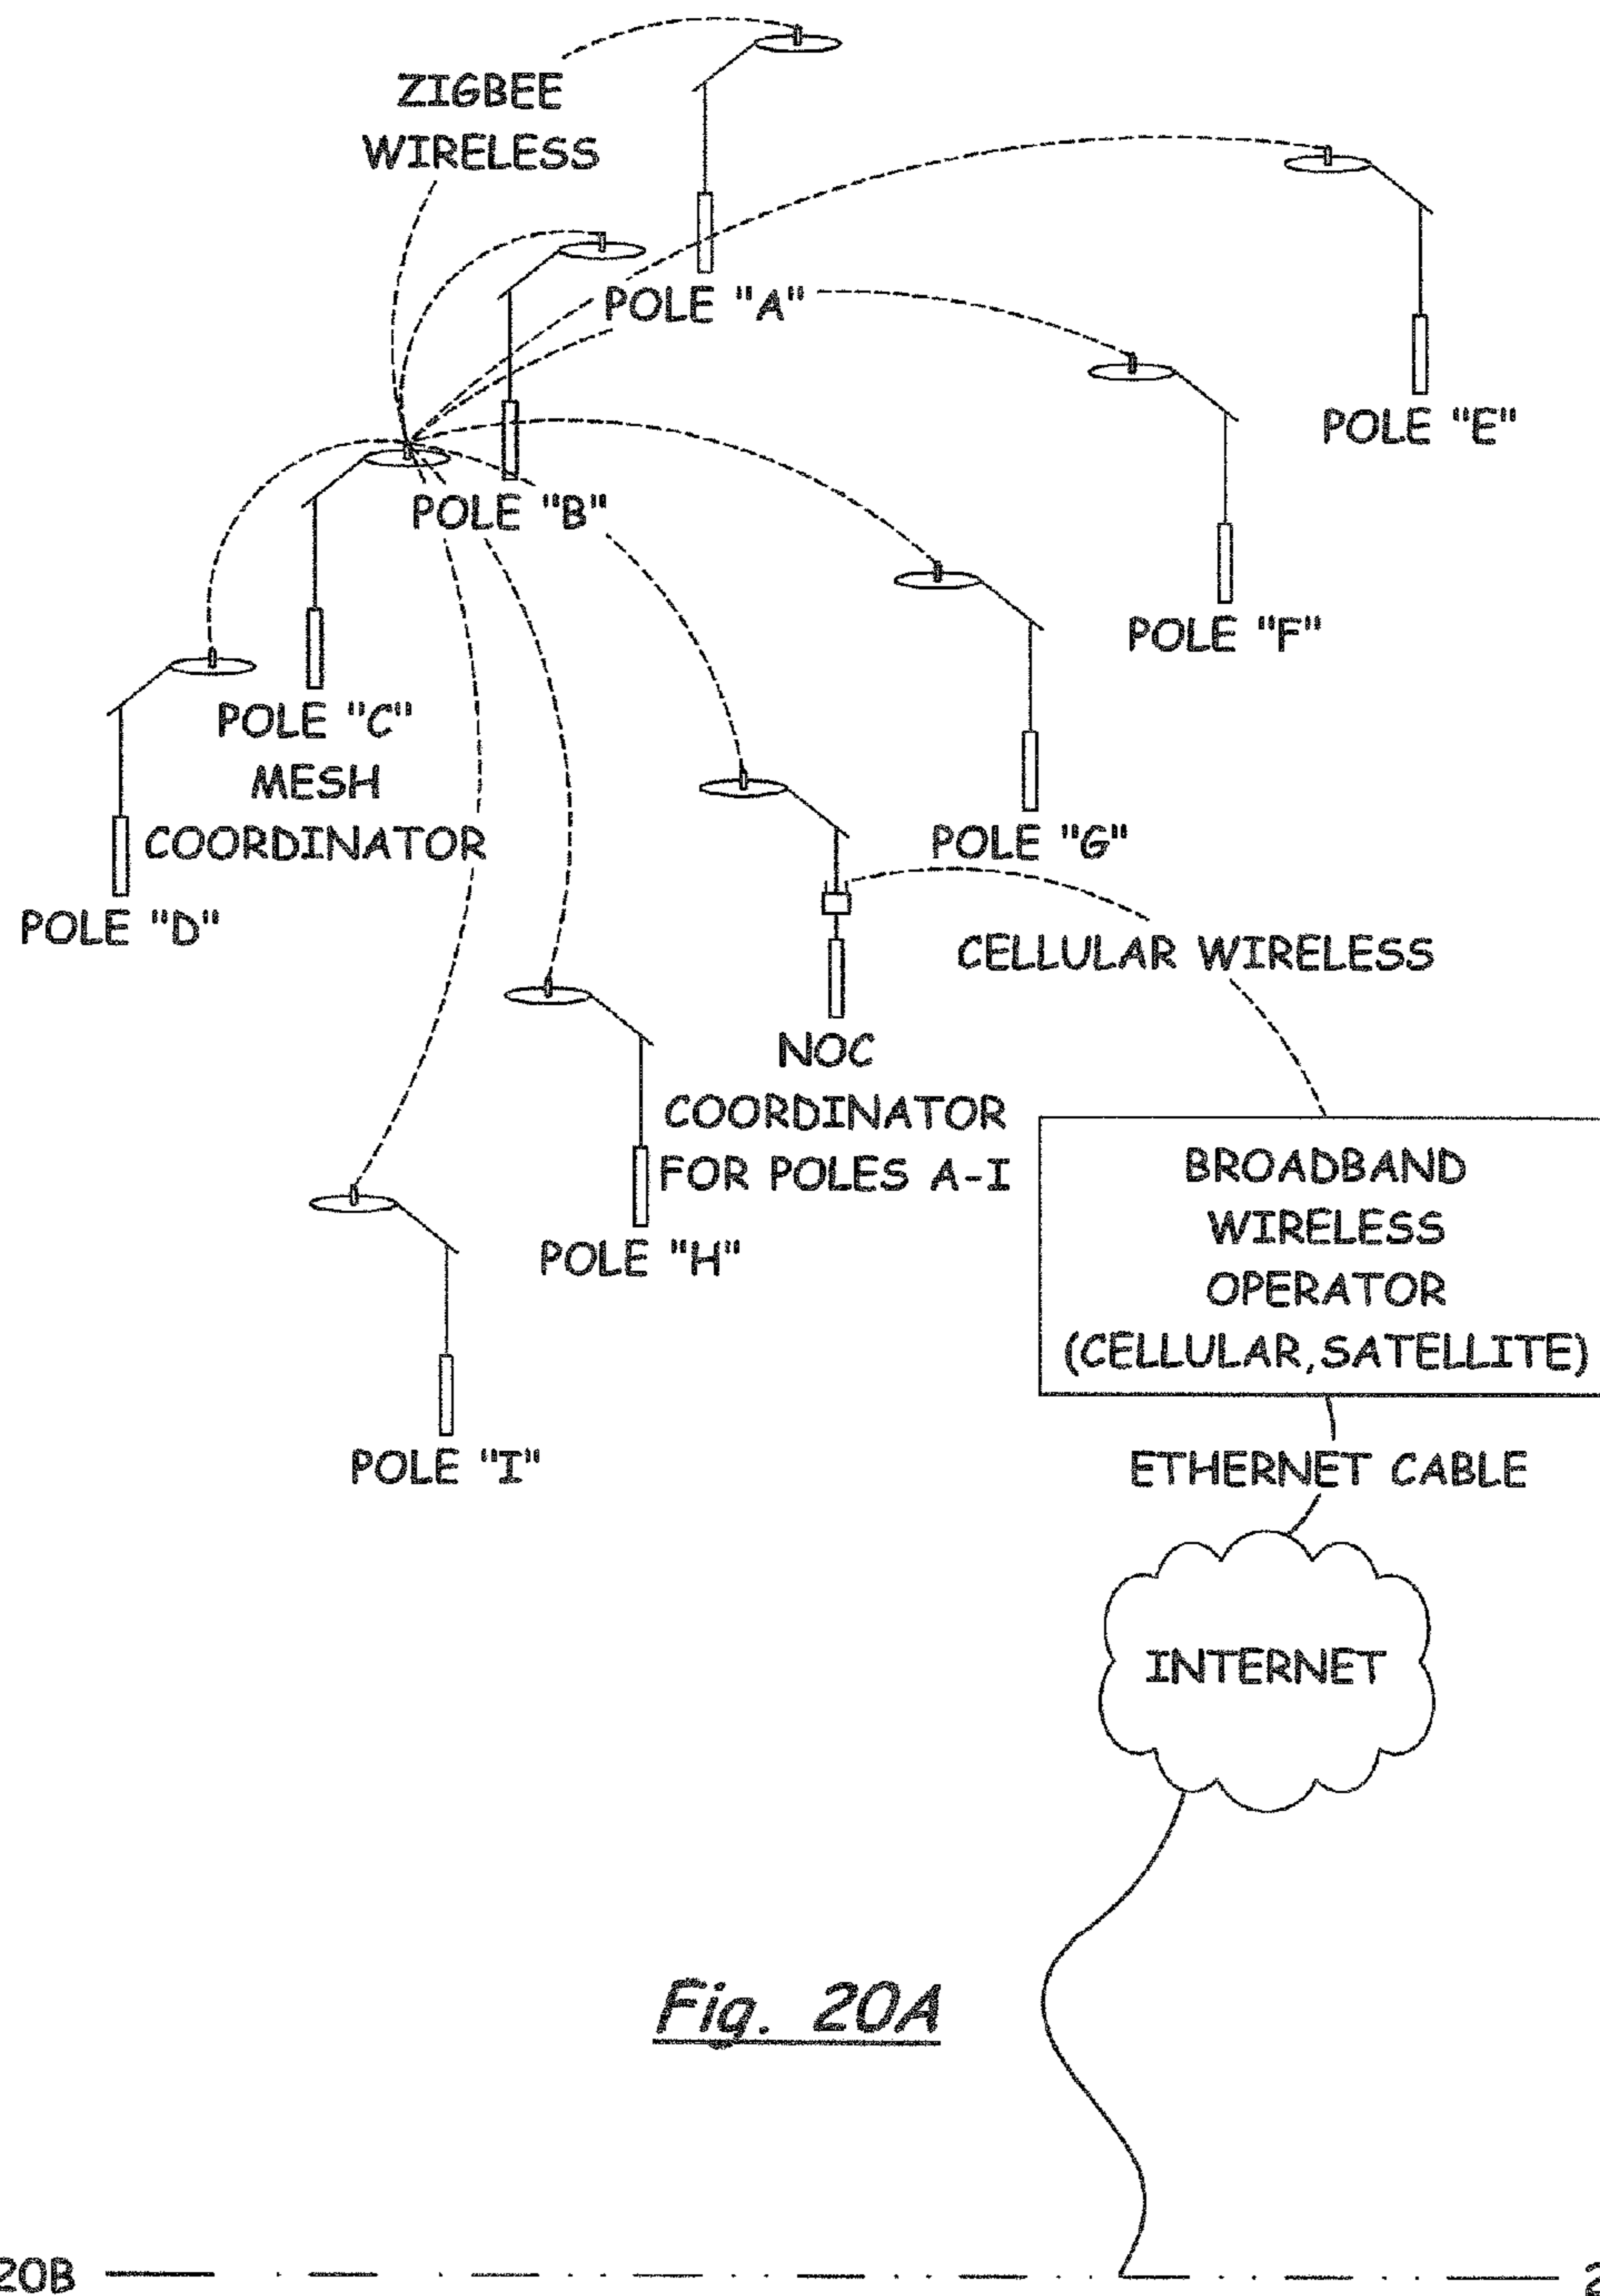 ZIGBEE
WIRELESS
POLE "A"
POLE "E"
POLE "B"
POLE "F"
POLE "C"
MESH
COORDINATOR
POLE "G"
POLE "D"
CELLULAR WIRELESS
NOC
COORDINATOR
FOR POLES A-I
POLE "H"
BROADBAND
WIRELESS
OPERATOR
(CELLULAR, SATELLITE)
POLE "I"
ETHERNET CABLE
INTERNET
Fig. 20A
20B